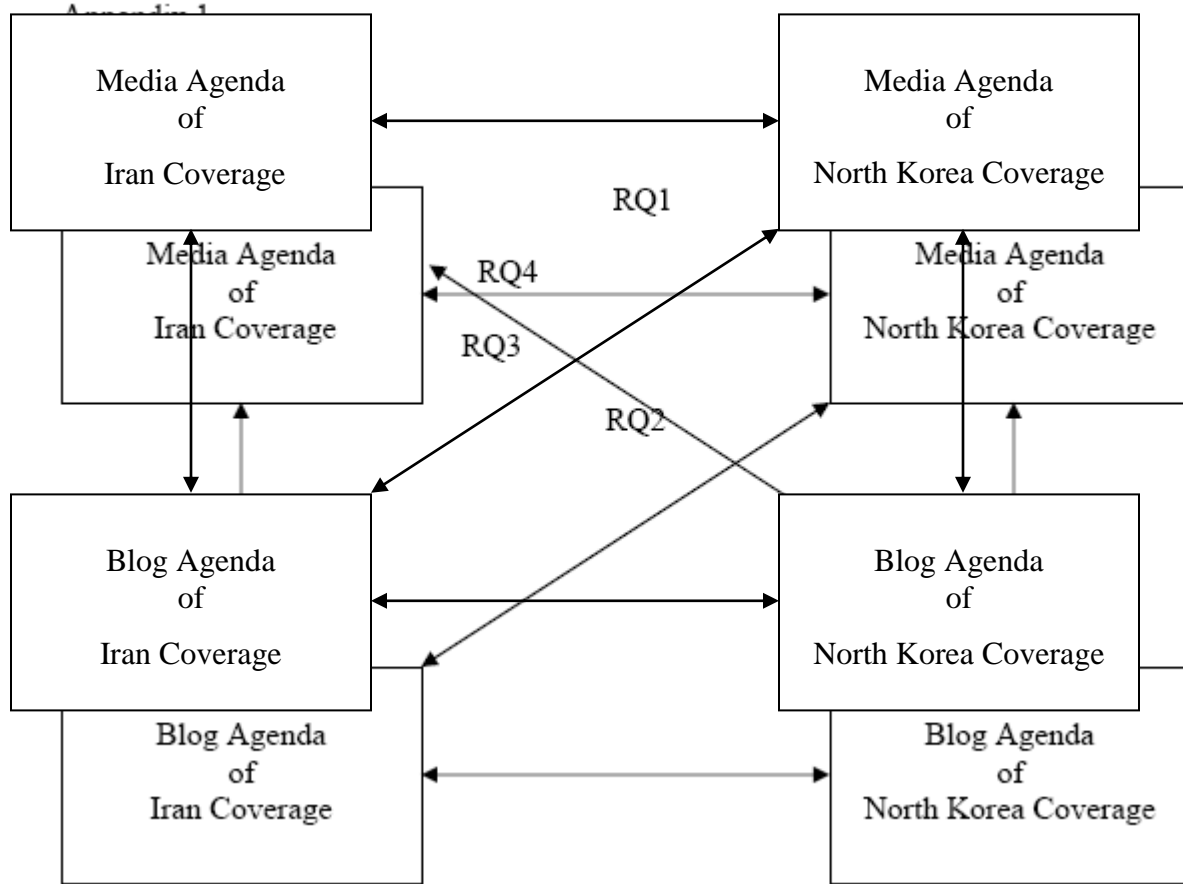 Appendix 1
Media Agenda
of
Iran Coverage
Media Agenda
of
North Korea Coverage
RQ1
Media Agenda
of
Iran Coverage
RQ4
Media Agenda
of
North Korea Coverage
RQ3
RQ2
Blog Agenda
of
Iran Coverage
Blog Agenda
of
North Korea Coverage
Blog Agenda
of
Iran Coverage
Blog Agenda
of
North Korea Coverage